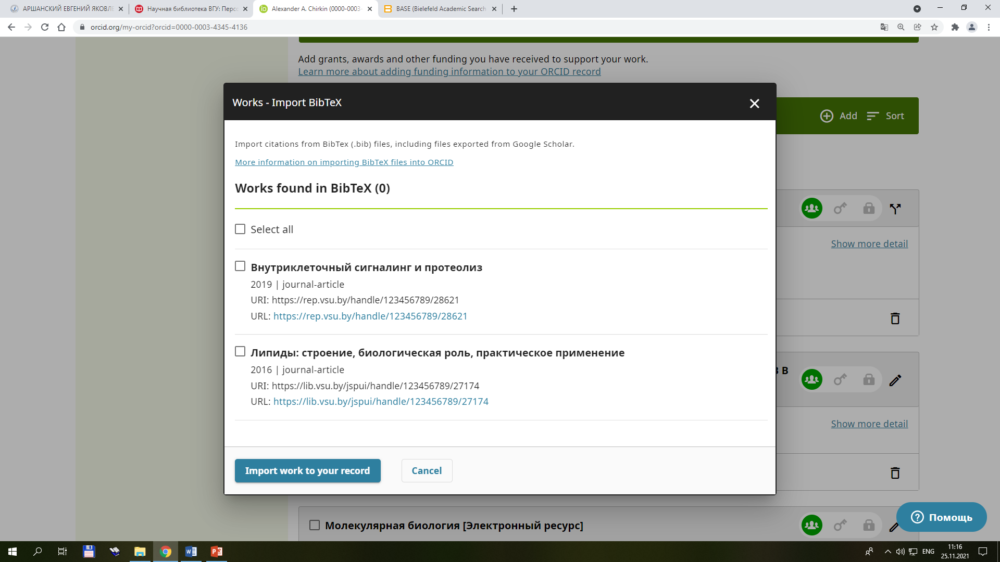 АРШАНСКИЙ ЕВГЕНИЙ ЯКОВЛЕ
Научная библиотека ВГУ: Персо
Alexander A. Chirkin (0000-0003-
BASE (Bielefeld Academic Search
orcid.org/my-orcid?orcid=0000-0003-4345-4136
Add grants, awards and other funding you have received to support your work.
Learn more about adding funding information to your ORCID record
Works - Import BibTeX
Add Sort
Import citations from BibTex (.bib) files, including files exported from Google Scholar.
More information on importing BibTeX files into ORCID
Works found in BibTeX (0)
Select all
Show more detail
Внутриклеточный сигналинг и протеолиз
2019 | journal-article
URI: https://rep.vsu.by/handle/123456789/28621
URL: https://rep.vsu.by/handle/123456789/28621
Липиды: строение, биологическая роль, практическое применение
В
2016 | journal-article
URI: https://lib.vsu.by/jspui/handle/123456789/27174
URL: https://lib.vsu.by/jspui/handle/123456789/27174
Show more detail
Import work to your record
Cancel
Помощь
Молекулярная биология [Электронный ресурс]
ENG
11:16
25.11.2021